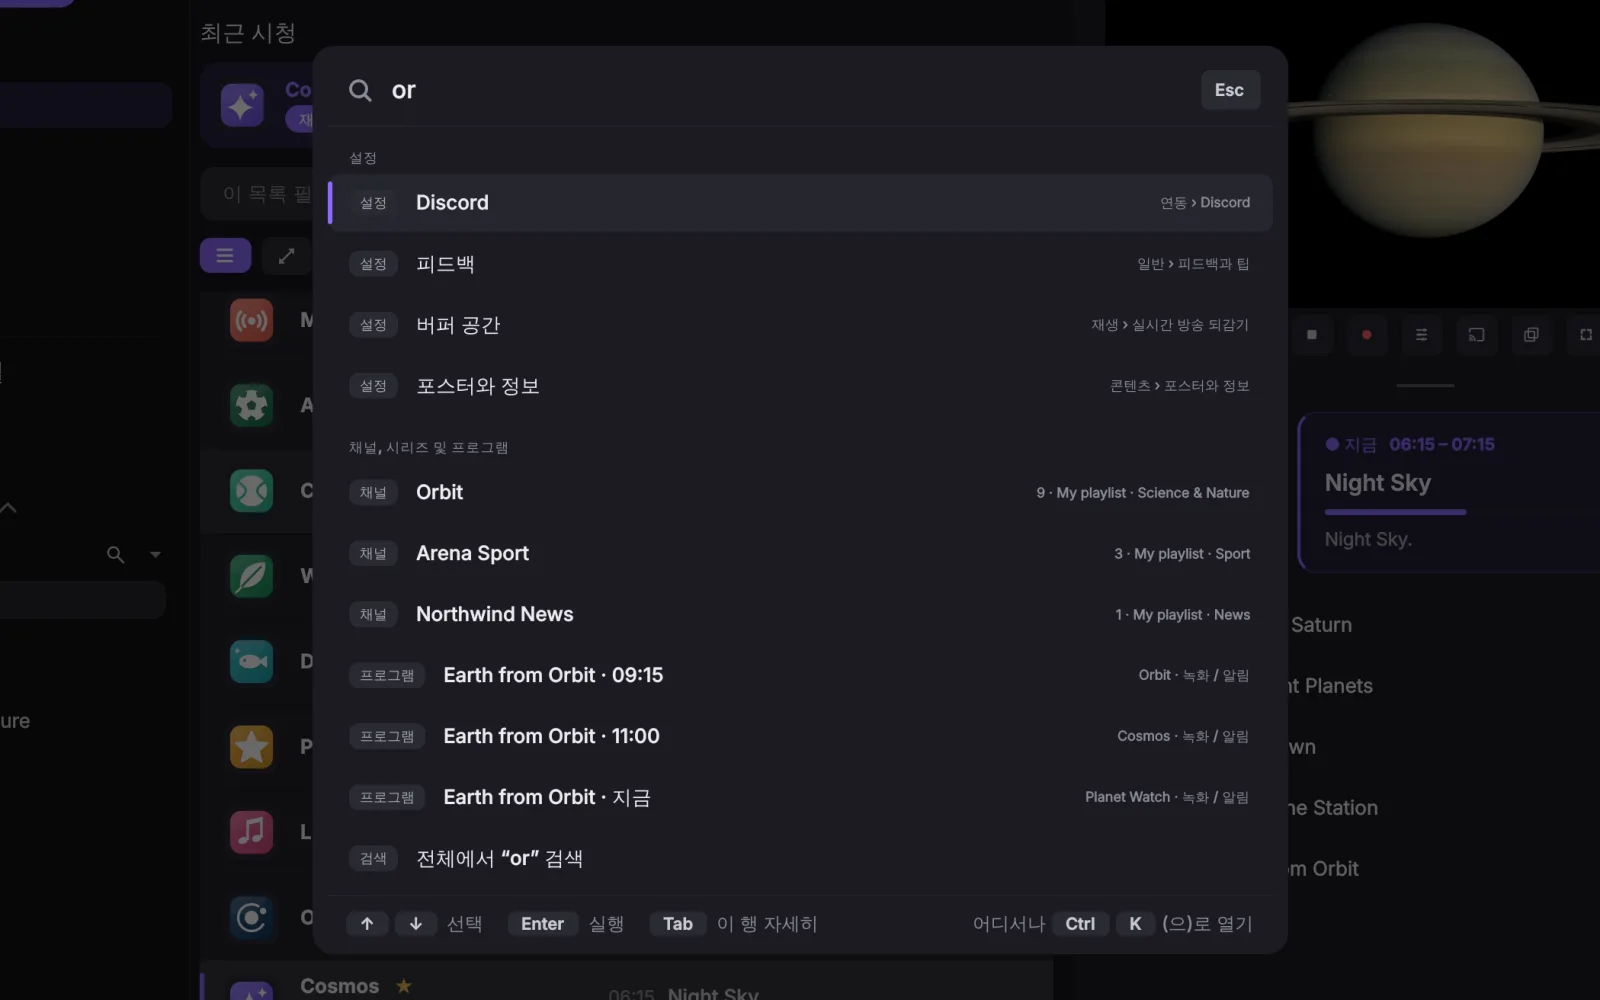 최근 시청
or
Esc
설정
설정 Discord 연동 › Discord
설정 피드백 일반 › 피드백과 팁
설정 버퍼 공간 재생 › 실시간 방송 되감기
설정 포스터와 정보 콘텐츠 › 포스터와 정보
채널, 시리즈 및 프로그램
채널 Orbit 9 · My playlist · Science & Nature
채널 Arena Sport 3 · My playlist · Sport
채널 Northwind News 1 · My playlist · News
프로그램 Earth from Orbit · 09:15 Orbit · 녹화 / 알림
프로그램 Earth from Orbit · 11:00 Cosmos · 녹화 / 알림
프로그램 Earth from Orbit · 지금 Planet Watch · 녹화 / 알림
검색 전체에서 “or” 검색
↑ ↓ 선택 Enter 실행 Tab 이 행 자세히 어디서나 Ctrl K (으)로 열기
이 목록 필
지금 06:15 – 07:15
Night Sky
Night Sky.
Saturn
Planets
Station
Orbit
Cosmos ★
06:15 Night Sky